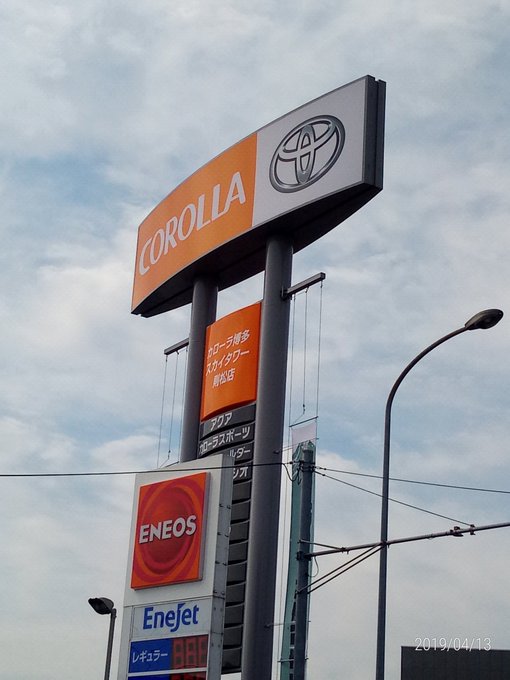 COROLLA
カローラ博多
スカイタワー
則松店
アクア
カローラスポーツ
ENEOS
EneJet
レギュラー
2019/04/13